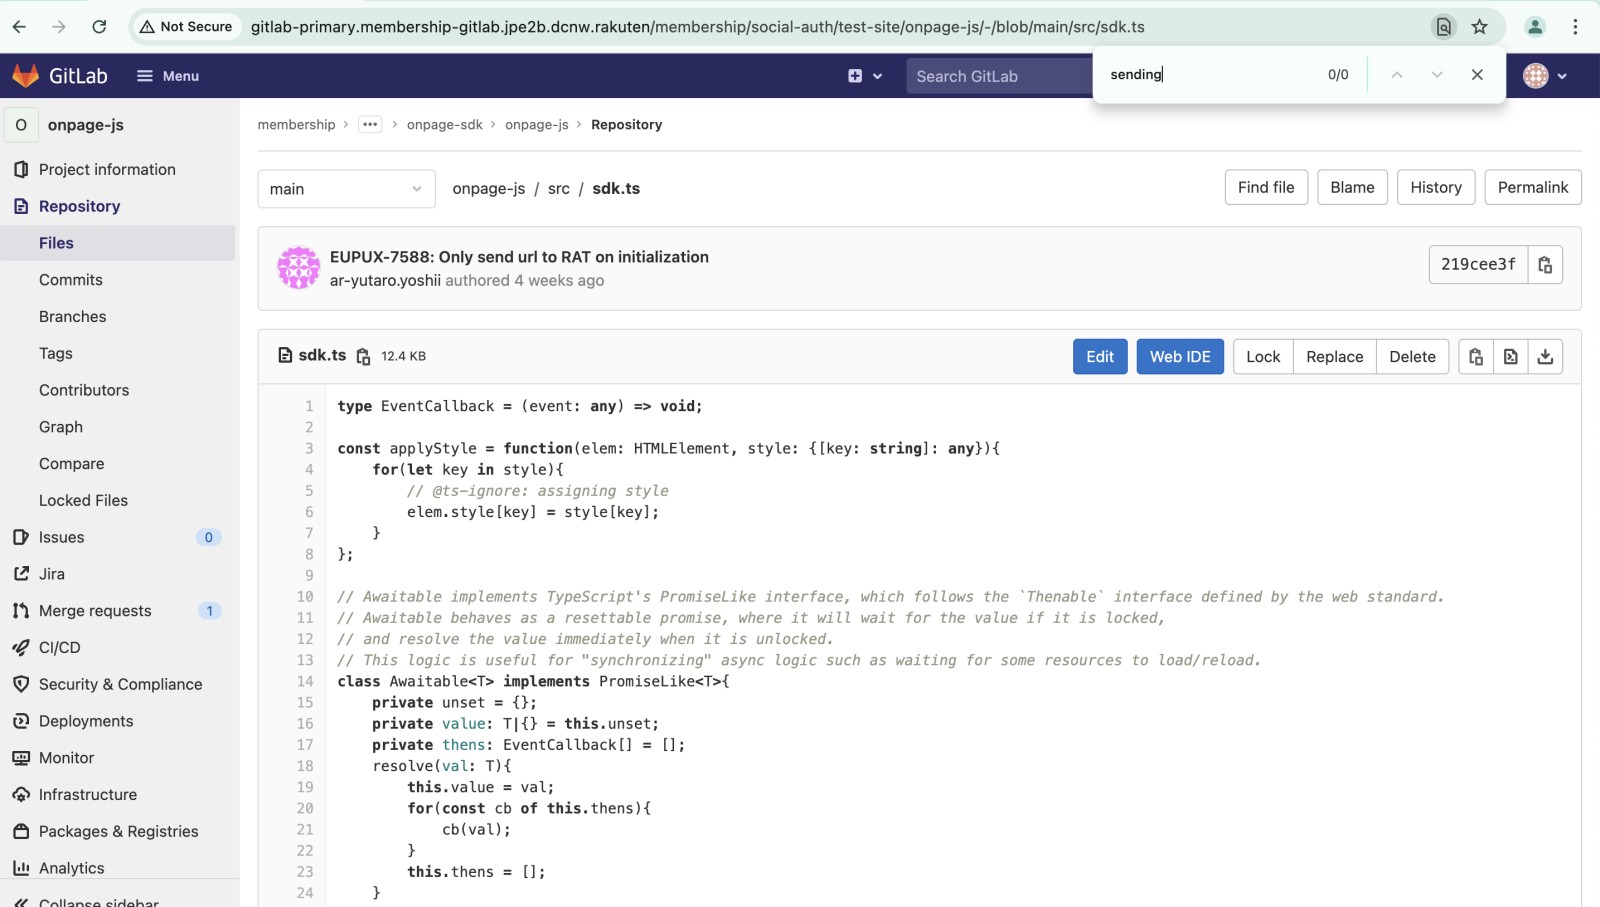 Not Secure gitlab-primary.membership-gitlab.jpe2b.dcnw.rakuten/membership/social-auth/test-site/onpage-js/-/blob/main/src/sdk.ts
sending 0/0
GitLab Menu Search GitLab
O onpage-js
Project information
Repository
Files
Commits
Branches
Tags
Contributors
Graph
Compare
Locked Files
Issues 0
Jira
Merge requests 1
CI/CD
Security & Compliance
Deployments
Monitor
Infrastructure
Packages & Registries
Analytics
Collapse sidebar
membership › ••• › onpage-sdk › onpage-js › Repository
main onpage-js / src / sdk.ts Find file Blame History Permalink
EUPUX-7588: Only send url to RAT on initialization
ar-yutaro.yoshii authored 4 weeks ago
219cee3f
sdk.ts 12.4 KB Edit Web IDE Lock Replace Delete
1 type EventCallback = (event: any) => void;
2
3 const applyStyle = function(elem: HTMLElement, style: {[key: string]: any}){
4 for(let key in style){
5 // @ts-ignore: assigning style
6 elem.style[key] = style[key];
7 }
8 };
9
10 // Awaitable implements TypeScript's PromiseLike interface, which follows the `Thenable` interface defined by the web standard.
11 // Awaitable behaves as a resettable promise, where it will wait for the value if it is locked,
12 // and resolve the value immediately when it is unlocked.
13 // This logic is useful for "synchronizing" async logic such as waiting for some resources to load/reload.
14 class Awaitable<T> implements PromiseLike<T>{
15 private unset = {};
16 private value: T|{} = this.unset;
17 private thens: EventCallback[] = [];
18 resolve(val: T){
19 this.value = val;
20 for(const cb of this.thens){
21 cb(val);
22 }
23 this.thens = [];
24 }